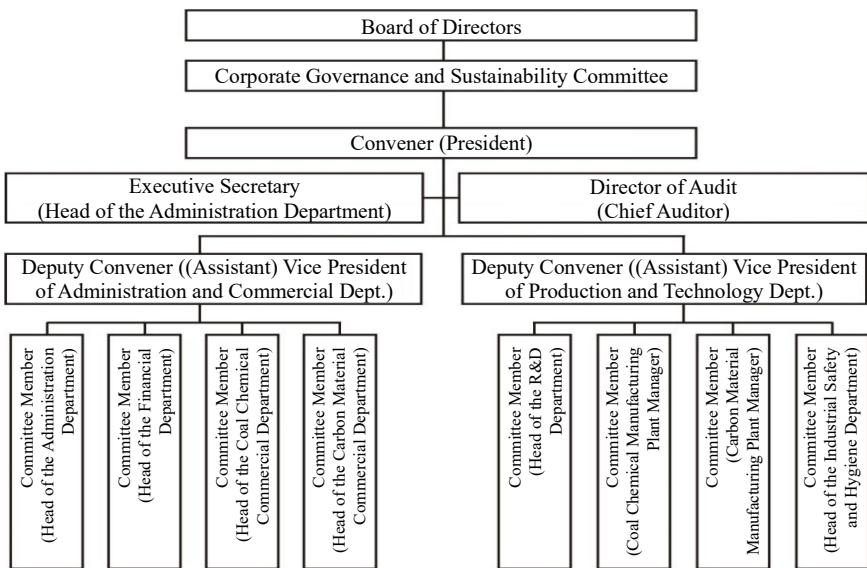 Board of Directors
Corporate Governance and Sustainability Committee
Convener (President)
Executive Secretary
(Head of the Administration Department)
Director of Audit
(Chief Auditor)
Deputy Convener ((Assistant) Vice President
of Administration and Commercial Dept.)
Deputy Convener ((Assistant) Vice President
of Production and Technology Dept.)
Committee Member
(Head of the Administration
Department)
Committee Member
(Head of the Financial
Department)
Committee Member
(Head of the Coal Chemical
Commercial Department)
Committee Member
(Head of the Carbon Material
Commercial Department)
Committee Member
(Head of the R&D
Department)
Committee Member
(Coal Chemical Manufacturing
Plant Manager)
Committee Member
(Carbon Material
Manufacturing Plant Manager)
Committee Member
(Head of the Industrial Safety
and Hygiene Department)